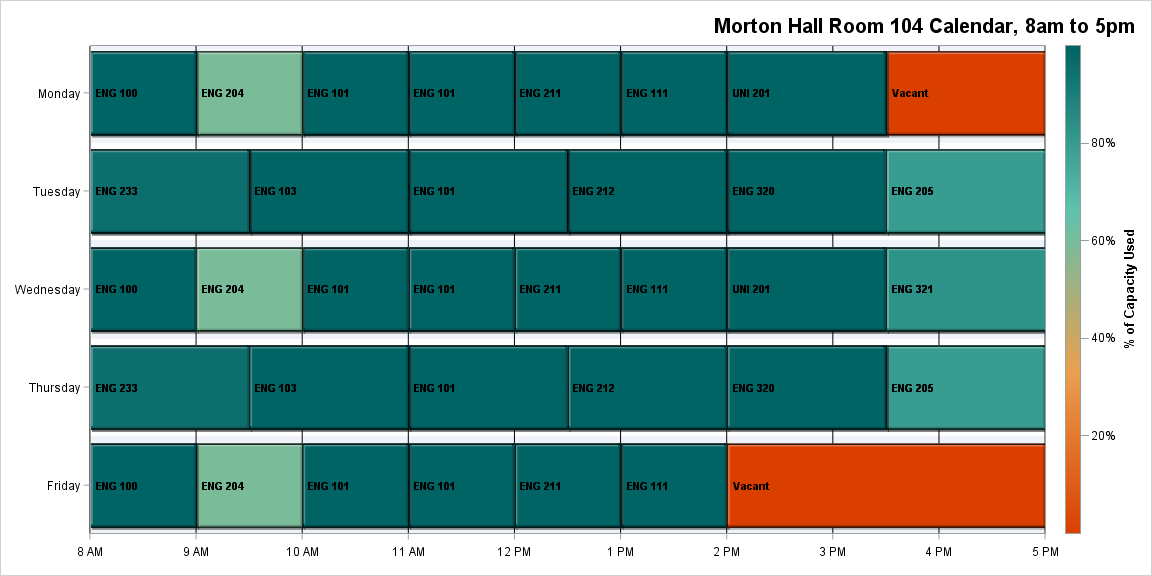 Morton Hall Room 104 Calendar, 8am to 5pm
Monday
ENG 100
ENG 204
ENG 101
ENG 101
ENG 211
ENG 111
UNI 201
Vacant
Tuesday
ENG 233
ENG 103
ENG 101
ENG 212
ENG 320
ENG 205
Wednesday
ENG 100
ENG 204
ENG 101
ENG 101
ENG 211
ENG 111
UNI 201
ENG 321
Thursday
ENG 233
ENG 103
ENG 101
ENG 212
ENG 320
ENG 205
Friday
ENG 100
ENG 204
ENG 101
ENG 101
ENG 211
ENG 111
Vacant
8 AM
9 AM
10 AM
11 AM
12 PM
1 PM
2 PM
3 PM
4 PM
5 PM
80%
60%
40%
20%
% of Capacity Used